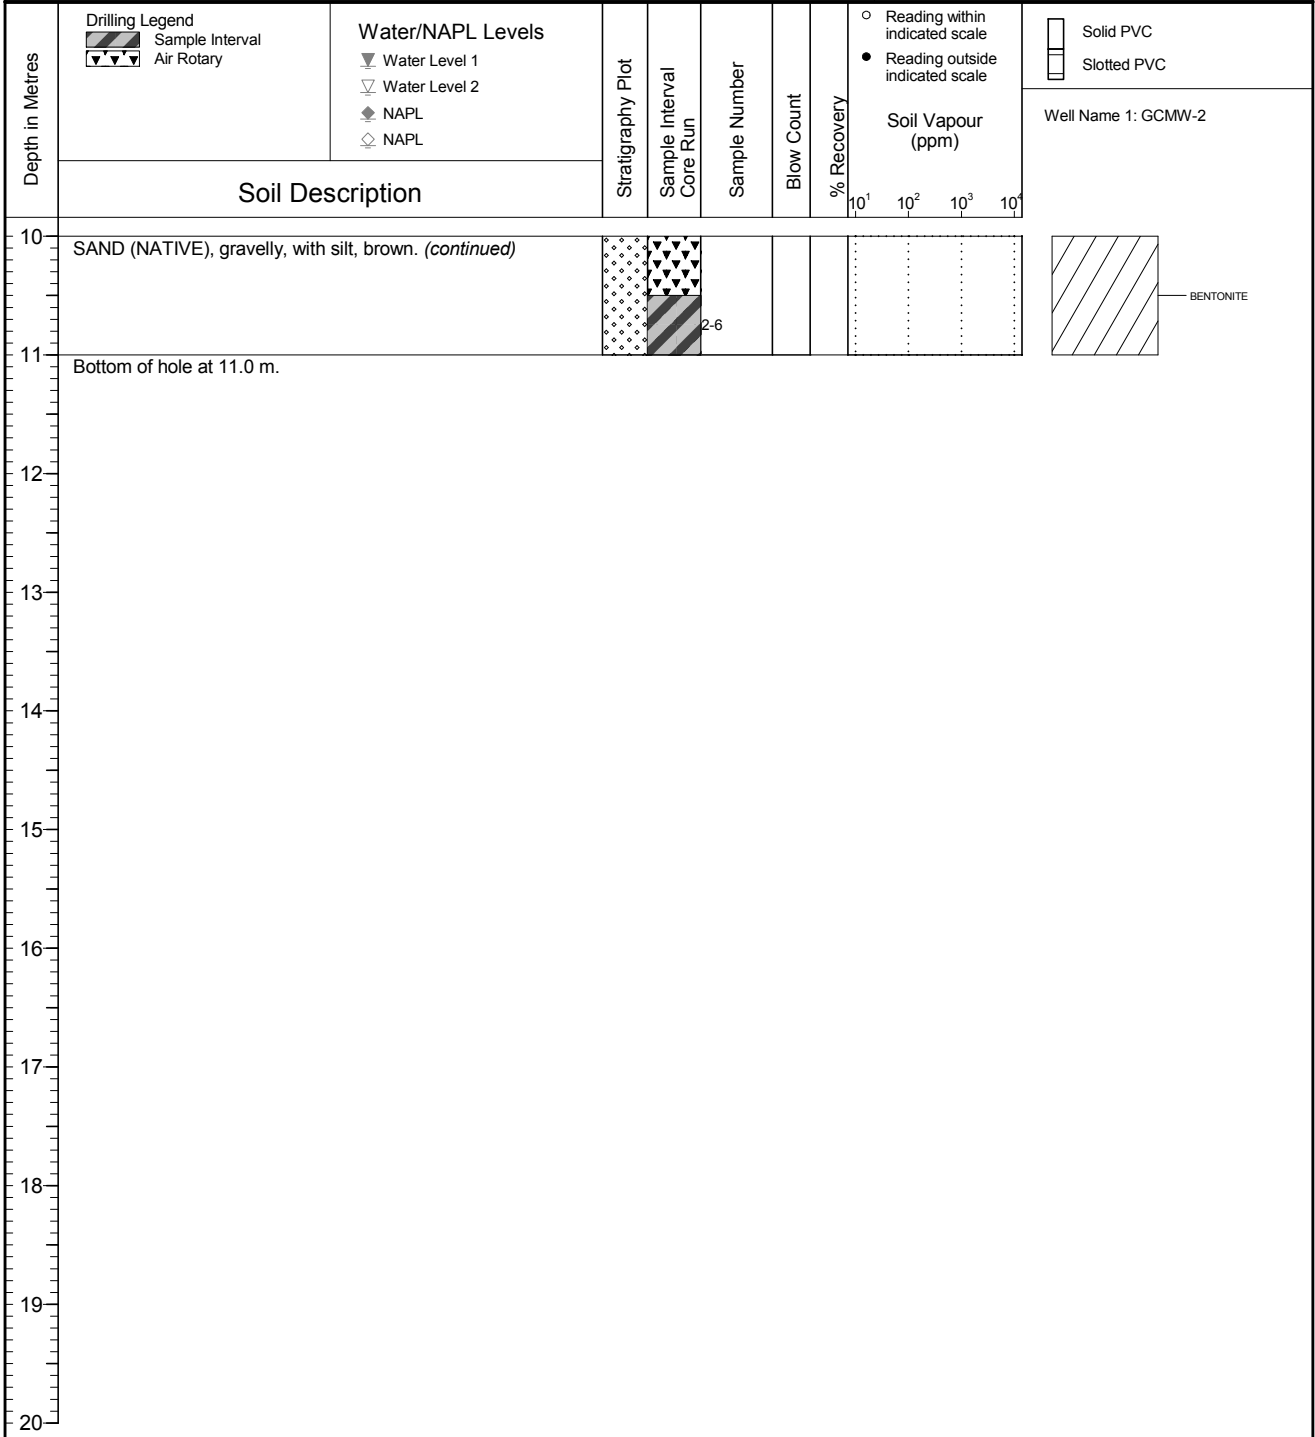 Depth in Metres
Drilling Legend
Sample Interval
Air Rotary
Water/NAPL Levels
Water Level 1
Water Level 2
NAPL
NAPL
Soil Description
Stratigraphy Plot
Sample Interval
Core Run
Sample Number
Blow Count
% Recovery
Reading within
indicated scale
Reading outside
indicated scale
Soil Vapour
(ppm)
10¹ 10² 10³ 10⁴
Solid PVC
Slotted PVC
Well Name 1: GCMW-2
10
SAND (NATIVE), gravelly, with silt, brown. (continued)
2-6
BENTONITE
11
Bottom of hole at 11.0 m.
12
13
14
15
16
17
18
19
20